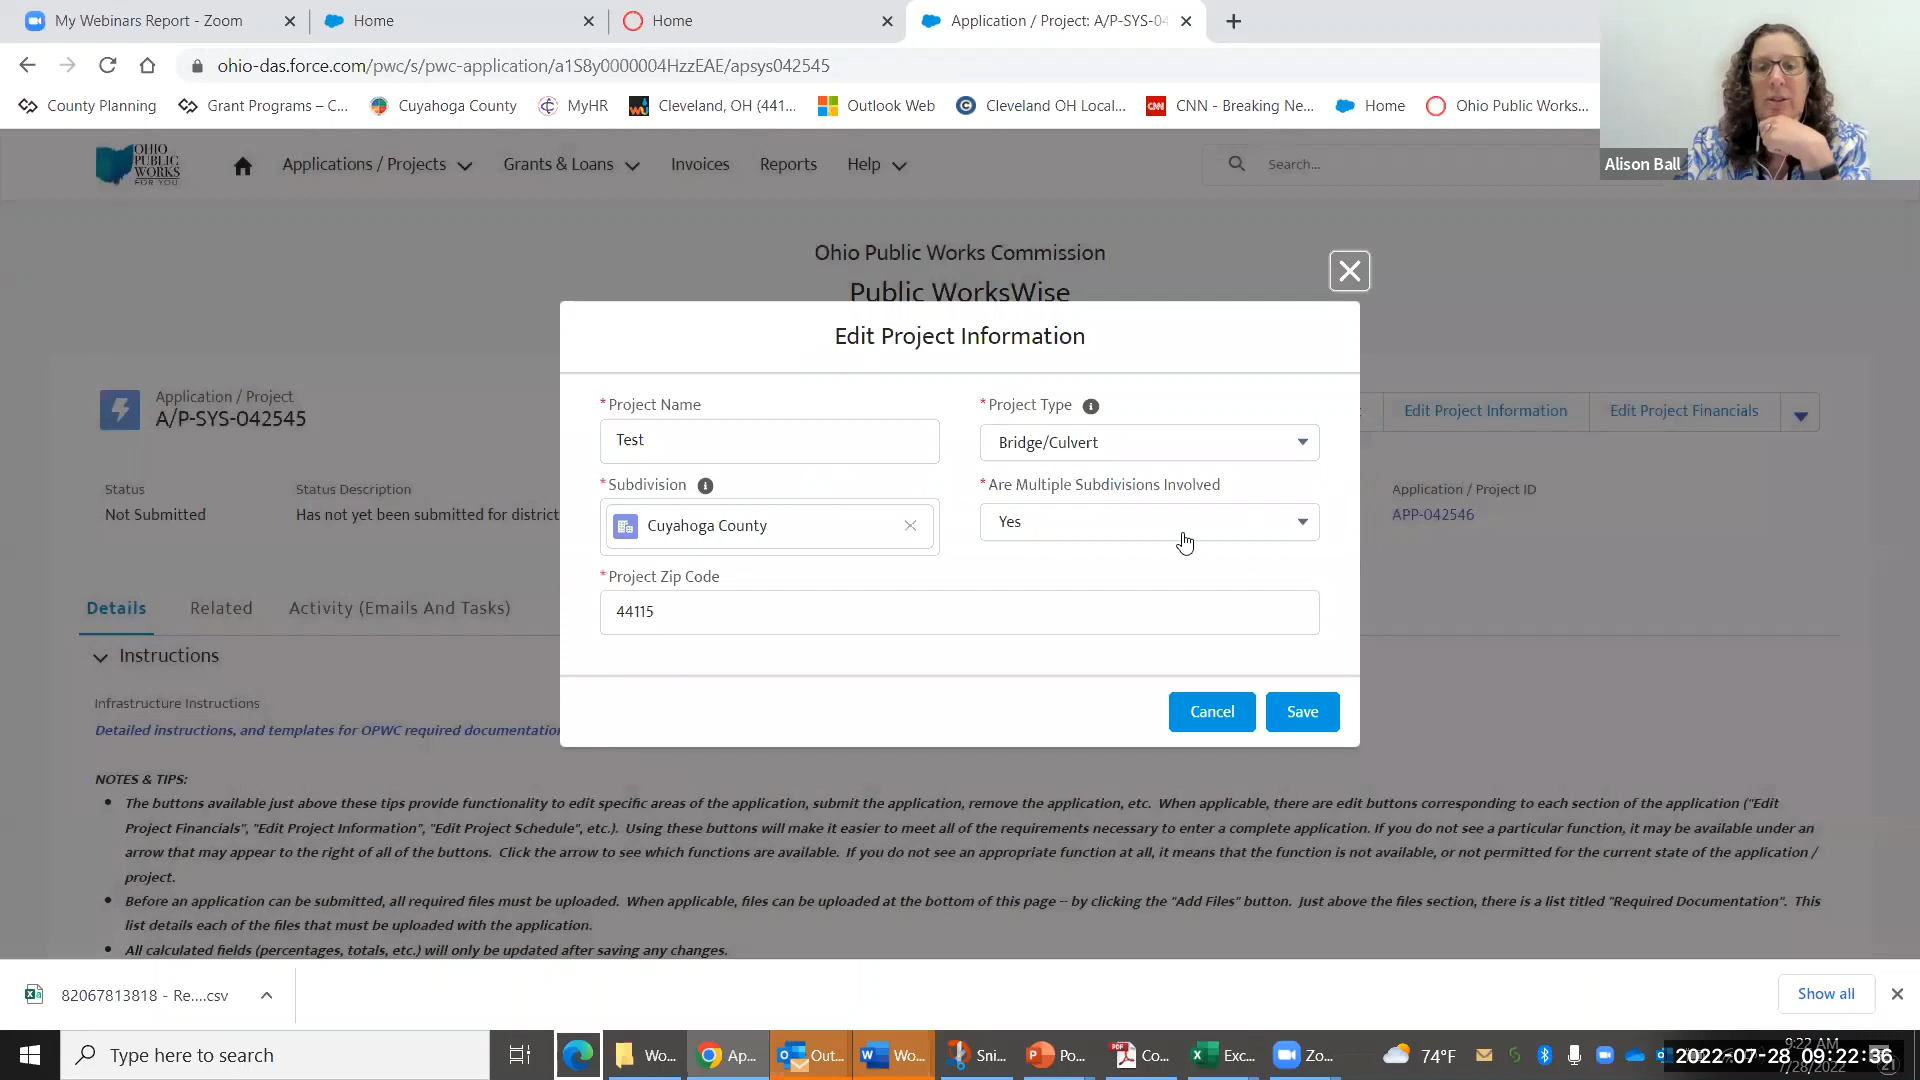 My Webinars Report - Zoom
Home
Home
Application / Project: A/P-SYS-04
ohio-das.force.com/pwc/s/pwc-application/a1S8y0000004HzzEAE/apsys042545
County Planning
Grant Programs – C...
Cuyahoga County
MyHR
Cleveland, OH (441...
Outlook Web
Cleveland OH Local...
CNN - Breaking Ne...
Home
Ohio Public Works...
Alison Ball
OHIO
PUBLIC
WORKS
FOR YOU
Applications / Projects
Grants & Loans
Invoices
Reports
Help
Search...
Ohio Public Works Commission
Public WorksWise
Edit Project Information
Application / Project
A/P-SYS-042545
Edit Project Information
Edit Project Financials
*Project Name
Test
*Project Type
Bridge/Culvert
*Subdivision
Cuyahoga County
*Are Multiple Subdivisions Involved
Yes
*Project Zip Code
44115
Cancel
Save
Status
Not Submitted
Status Description
Has not yet been submitted for district
Application / Project ID
APP-042546
Details
Related
Activity (Emails And Tasks)
Instructions
Infrastructure Instructions
Detailed instructions, and templates for OPWC required documentation
NOTES & TIPS:
• The buttons available just above these tips provide functionality to edit specific areas of the application, submit the application, remove the application, etc. When applicable, there are edit buttons corresponding to each section of the application ("Edit
Project Financials", "Edit Project Information", "Edit Project Schedule", etc.). Using these buttons will make it easier to meet all of the requirements necessary to enter a complete application. If you do not see a particular function, it may be available under an
arrow that may appear to the right of all of the buttons. Click the arrow to see which functions are available. If you do not see an appropriate function at all, it means that the function is not available, or not permitted for the current state of the application /
project.
• Before an application can be submitted, all required files must be uploaded. When applicable, files can be uploaded at the bottom of this page -- by clicking the "Add Files" button. Just above the files section, there is a list titled "Required Documentation". This
list details each of the files that must be uploaded with the application.
• All calculated fields (percentages, totals, etc.) will only be updated after saving any changes.
82067813818 - Re....csv
Show all
Type here to search
Wo...
Ap...
Out...
Wo...
Sni...
Po...
Co...
Exc...
Zo...
74°F
9:22 AM
7/28/2022
2022-07-28 09:22:36